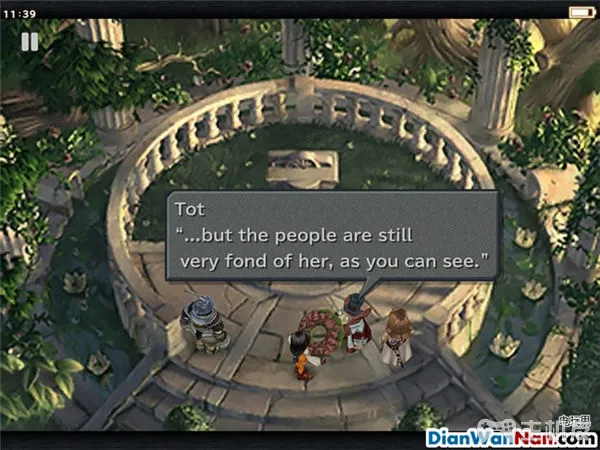 11:39
Tot
“...but the people are still
very fond of her, as you can see.”
DianWanNan.com